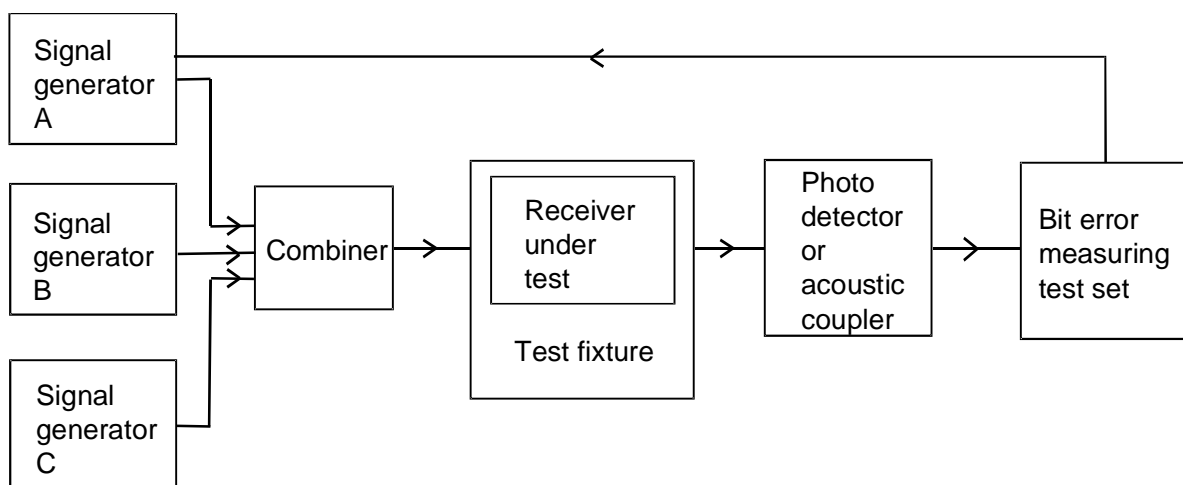 Signal
generator
A
Signal
generator
B
Signal
generator
C
Combiner
Receiver
under
test
Test fixture
Photo
detector
or
acoustic
coupler
Bit error
measuring
test set